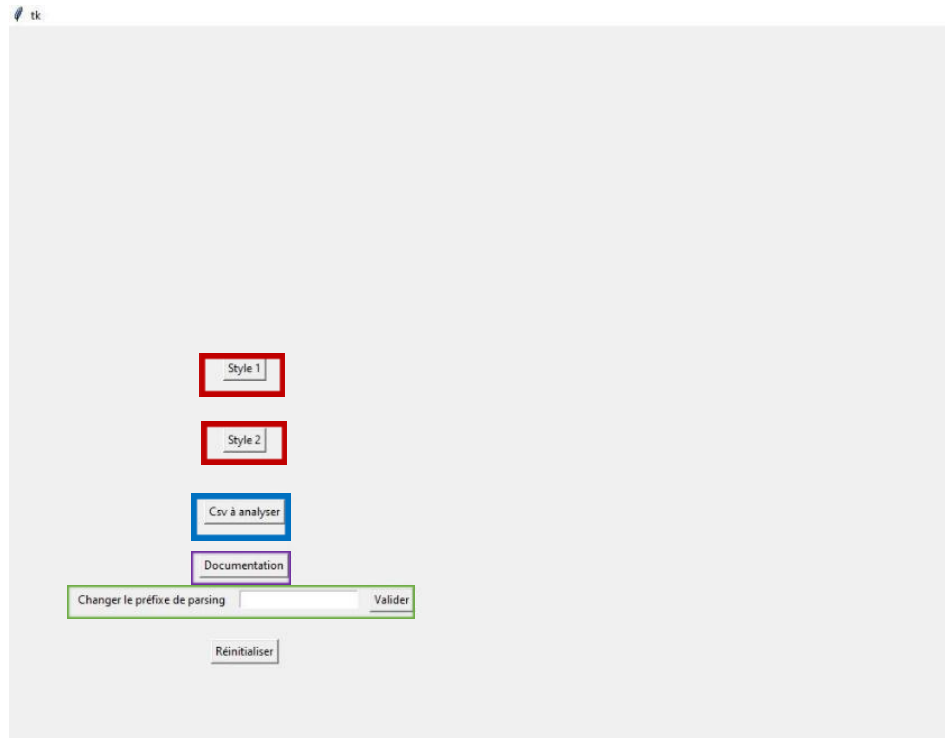 tk
Style 1
Style 2
Csv à analyser
Documentation
Changer le préfixe de parsing Valider
Réinitialiser